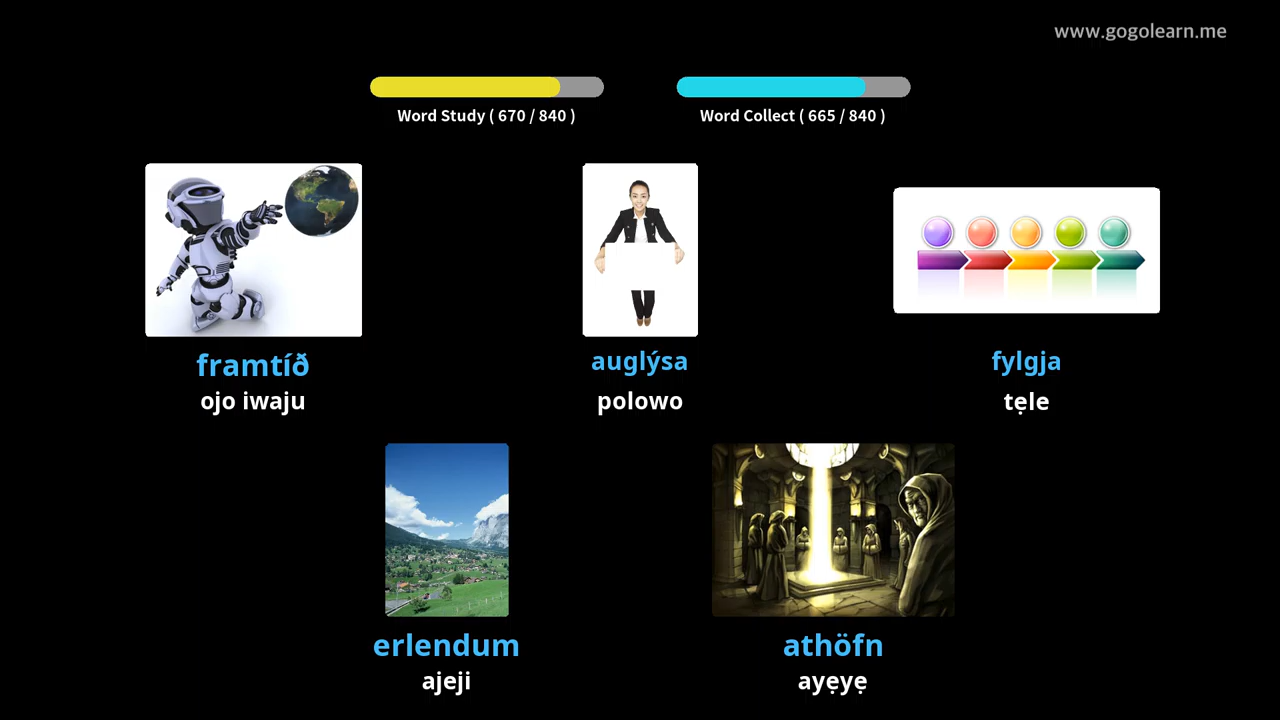 www.gogolearn.me
Word Study ( 670 / 840 )
Word Collect ( 665 / 840 )
framtíð
ojo iwaju
auglýsa
polowo
fylgja
tẹle
erlendum
ajeji
athöfn
ayẹyẹ